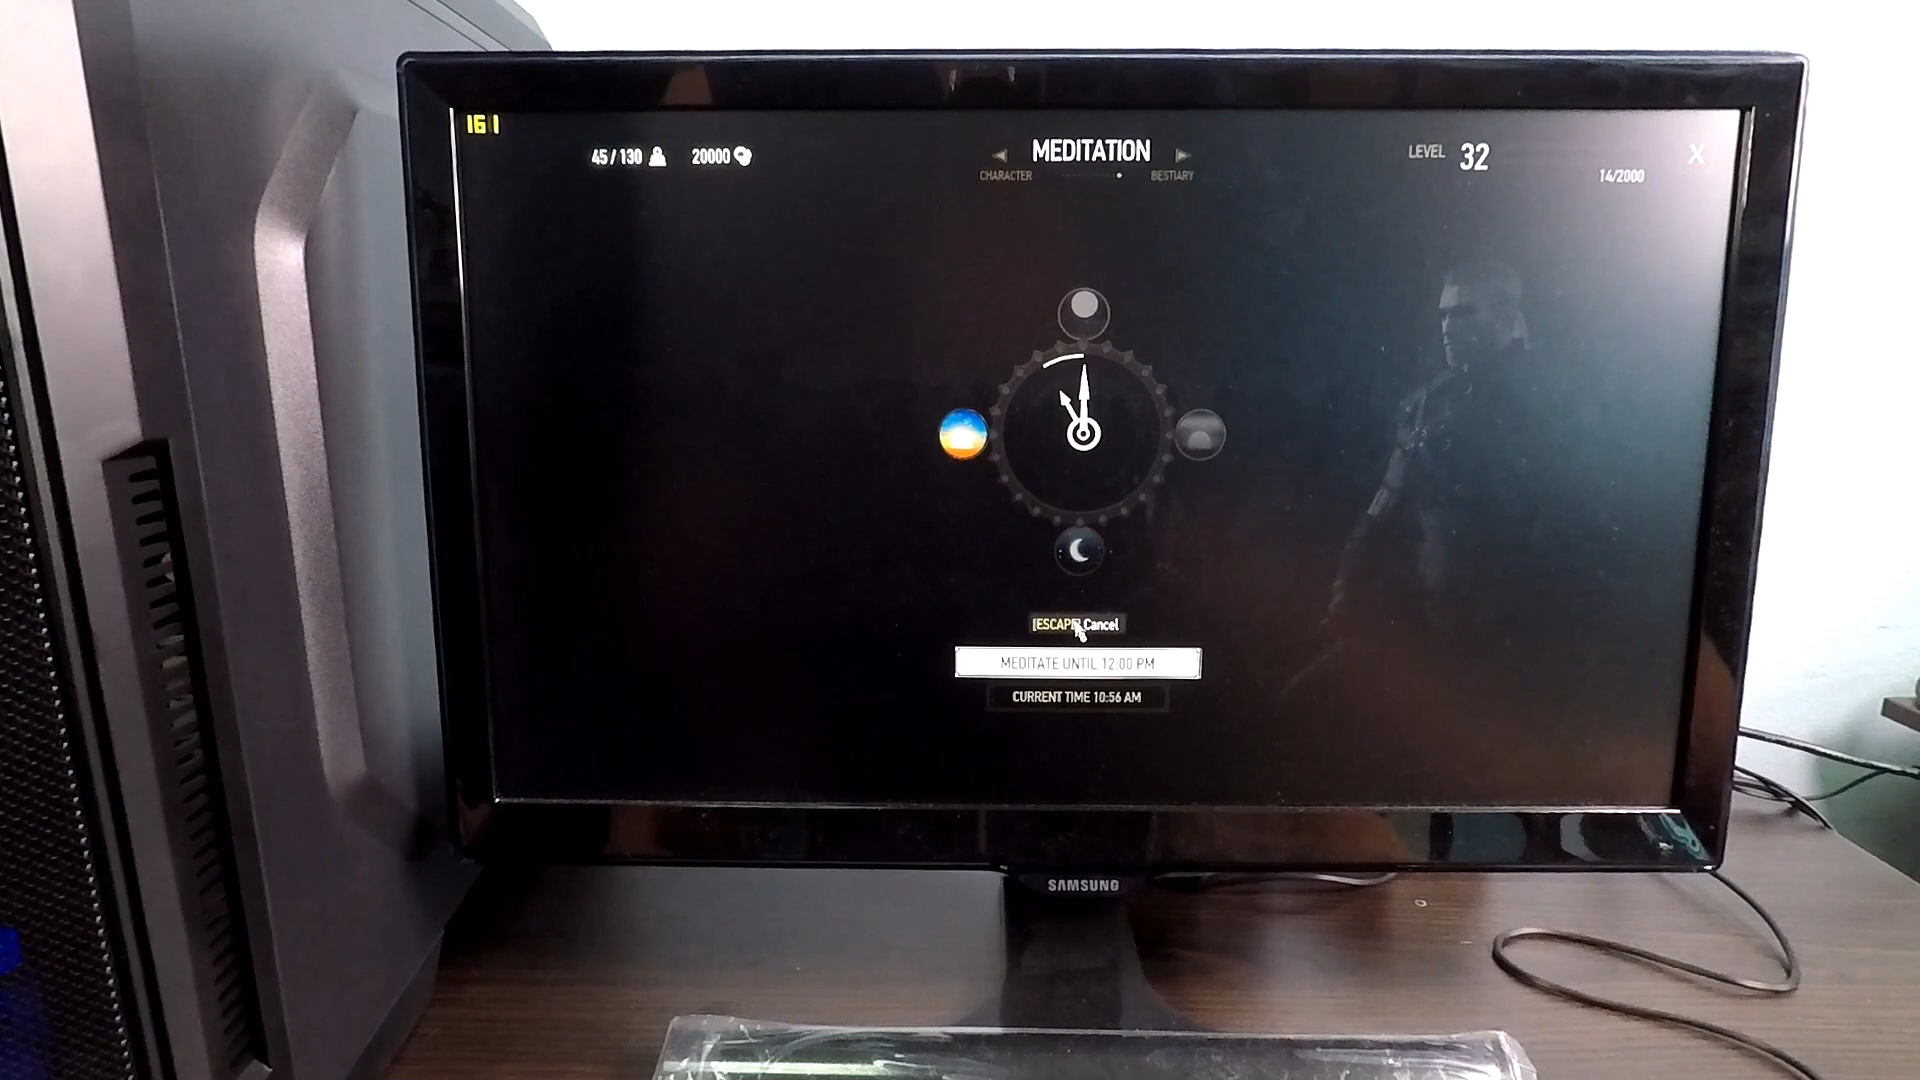 45 / 130
20000
MEDITATION
CHARACTER
BESTIARY
LEVEL 32
X
14/2000
[ESCAPE] Cancel
MEDITATE UNTIL 12:00 PM
CURRENT TIME 10:56 AM
SAMSUNG